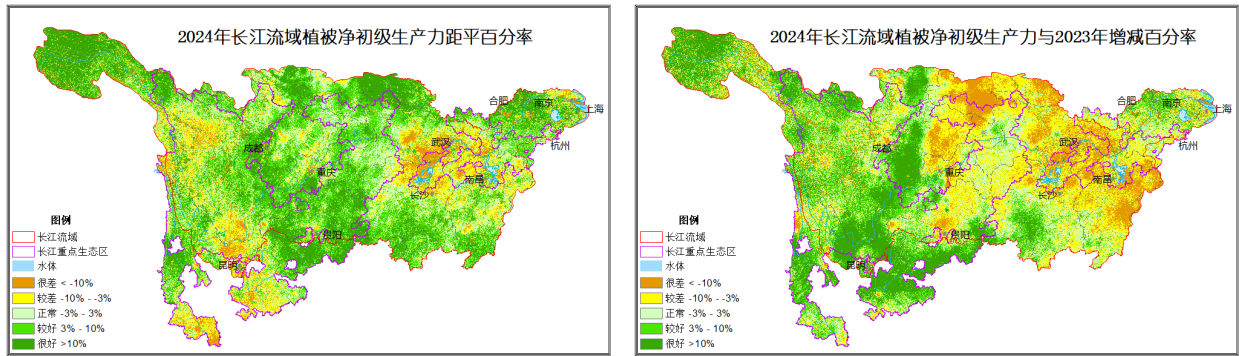 2024年长江流域植被净初级生产力距平百分率
合肥
南京
上海
杭州
武汉
成都
重庆
南昌
长沙
贵阳
昆明
图例
长江流域
长江重点生态区
水体
很差 < -10%
较差 -10% - -3%
正常 -3% - 3%
较好 3% - 10%
很好 >10%
2024年长江流域植被净初级生产力与2023年增减百分率
合肥
南京
上海
杭州
武汉
成都
重庆
南昌
长沙
贵阳
昆明
图例
长江流域
长江重点生态区
水体
很差 < -10%
较差 -10% - -3%
正常 -3% - 3%
较好 3% - 10%
很好 >10%